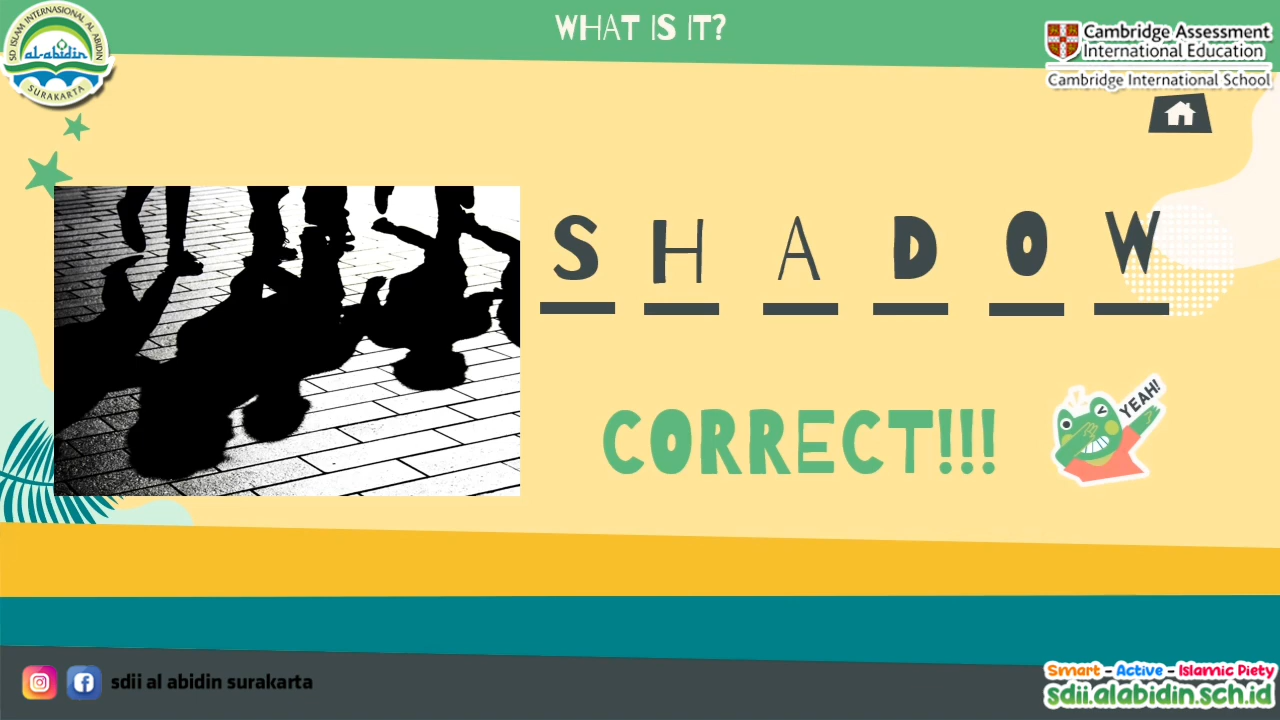 WHAT IS IT?
SD ISLAM INTERNASIONAL AL ABIDIN
al-abidin
SURAKARTA
Cambridge Assessment
International Education
Cambridge International School
S H A D O W
CORRECT!!!
YEAH!
sdii al abidin surakarta
Smart - Active - Islamic Piety
sdii.alabidin.sch.id